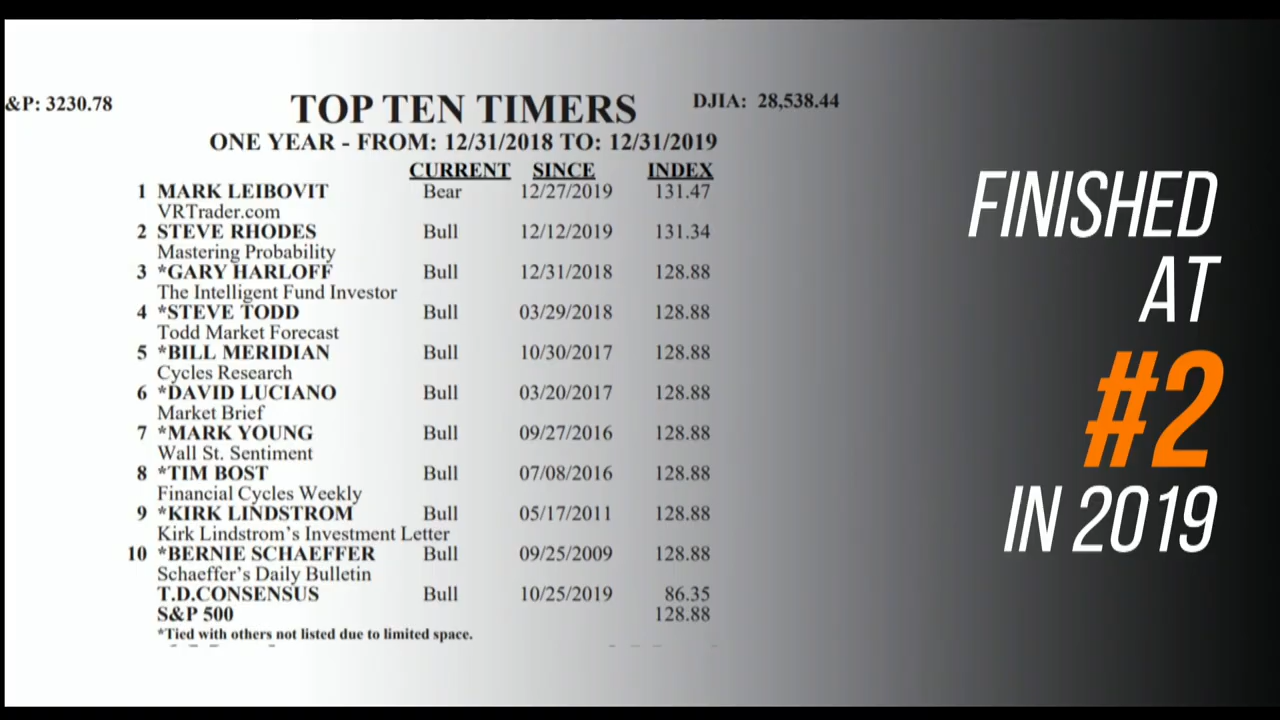 &P: 3230.78
TOP TEN TIMERS
DJIA: 28,538.44
ONE YEAR - FROM: 12/31/2018 TO: 12/31/2019
CURRENT SINCE INDEX
1 MARK LEIBOVIT Bear 12/27/2019 131.47
VRTrader.com
2 STEVE RHODES Bull 12/12/2019 131.34
Mastering Probability
3 *GARY HARLOFF Bull 12/31/2018 128.88
The Intelligent Fund Investor
4 *STEVE TODD Bull 03/29/2018 128.88
Todd Market Forecast
5 *BILL MERIDIAN Bull 10/30/2017 128.88
Cycles Research
6 *DAVID LUCIANO Bull 03/20/2017 128.88
Market Brief
7 *MARK YOUNG Bull 09/27/2016 128.88
Wall St. Sentiment
8 *TIM BOST Bull 07/08/2016 128.88
Financial Cycles Weekly
9 *KIRK LINDSTROM Bull 05/17/2011 128.88
Kirk Lindstrom's Investment Letter
10 *BERNIE SCHAEFFER Bull 09/25/2009 128.88
Schaeffer's Daily Bulletin
T.D.CONSENSUS Bull 10/25/2019 86.35
S&P 500 128.88
*Tied with others not listed due to limited space.
FINISHED
AT
#2
IN 2019